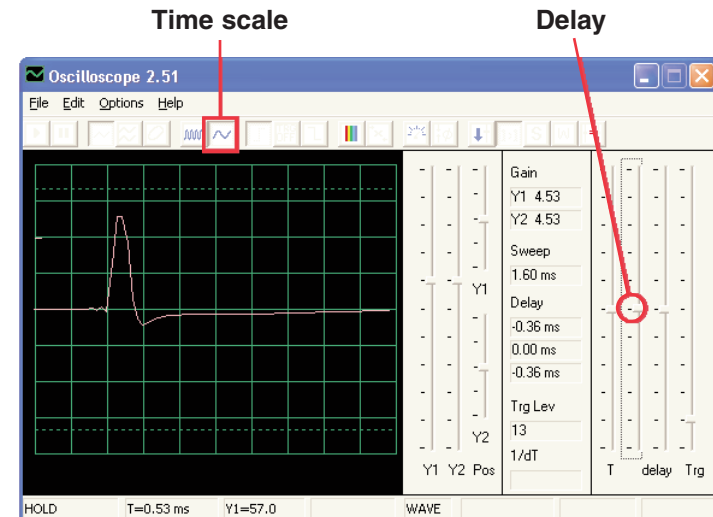 Time scale
Delay
Oscilloscope 2.51
File Edit Options Help
Gain
Y1 4.53
Y2 4.53
Sweep
1.60 ms
Delay
-0.36 ms
0.00 ms
-0.36 ms
Trg Lev
13
1/dT
Y1
Y2
Y1 Y2 Pos
T delay Trg
HOLD T=0.53 ms Y1=57.0 WAVE